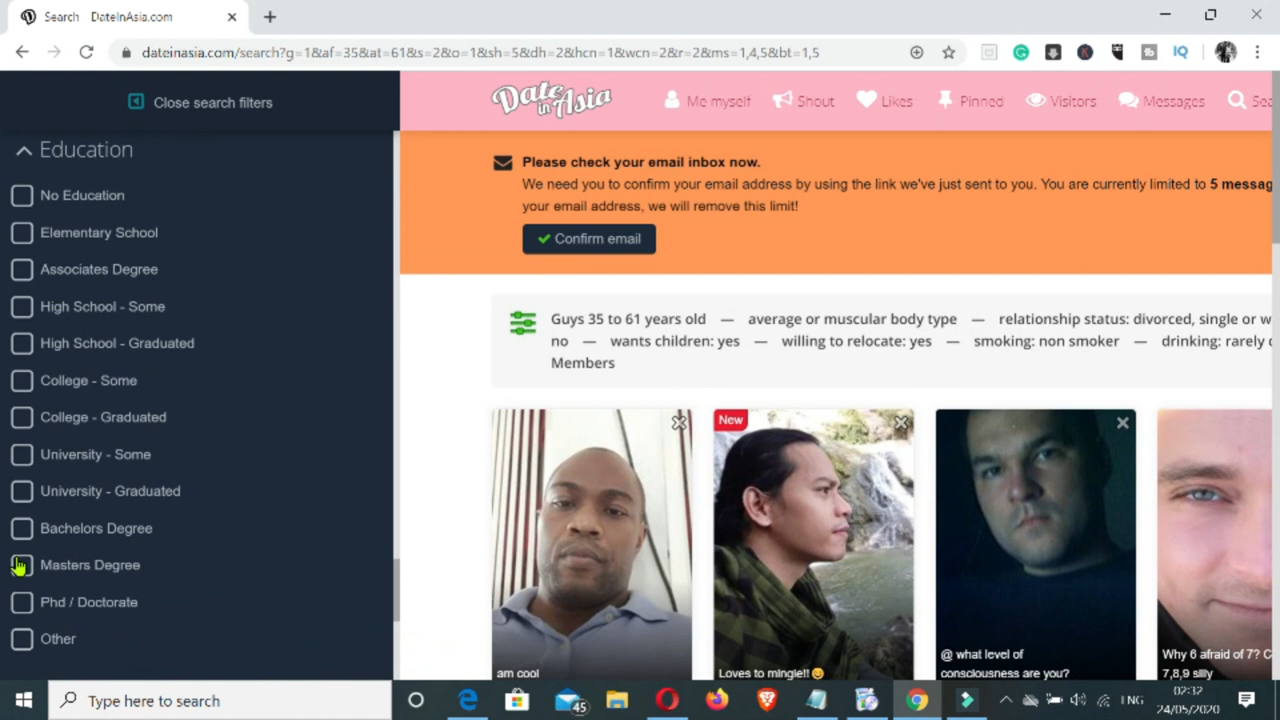 Search DateInAsia.com
dateinasia.com/search?g=1&af=35&at=61&s=2&o=1&sh=5&dh=2&hcn=1&wcn=2&r=2&ms=1,4,5&bt=1,5
Close search filters
Date in Asia
Me myself
Shout
Likes
Pinned
Visitors
Messages
Education
No Education
Elementary School
Associates Degree
High School - Some
High School - Graduated
College - Some
College - Graduated
University - Some
University - Graduated
Bachelors Degree
Masters Degree
Phd / Doctorate
Other
Please check your email inbox now.
We need you to confirm your email address by using the link we've just sent to you. You are currently limited to 5 messag
your email address, we will remove this limit!
Confirm email
Guys 35 to 61 years old — average or muscular body type — relationship status: divorced, single or w
no — wants children: yes — willing to relocate: yes — smoking: non smoker — drinking: rarely
Members
New
am cool
Loves to mingle!!
@ what level of
consciousness are you?
Why 6 afraid of 7?
7,8,9 silly
Type here to search
45
ENG
02:32
24/05/2020